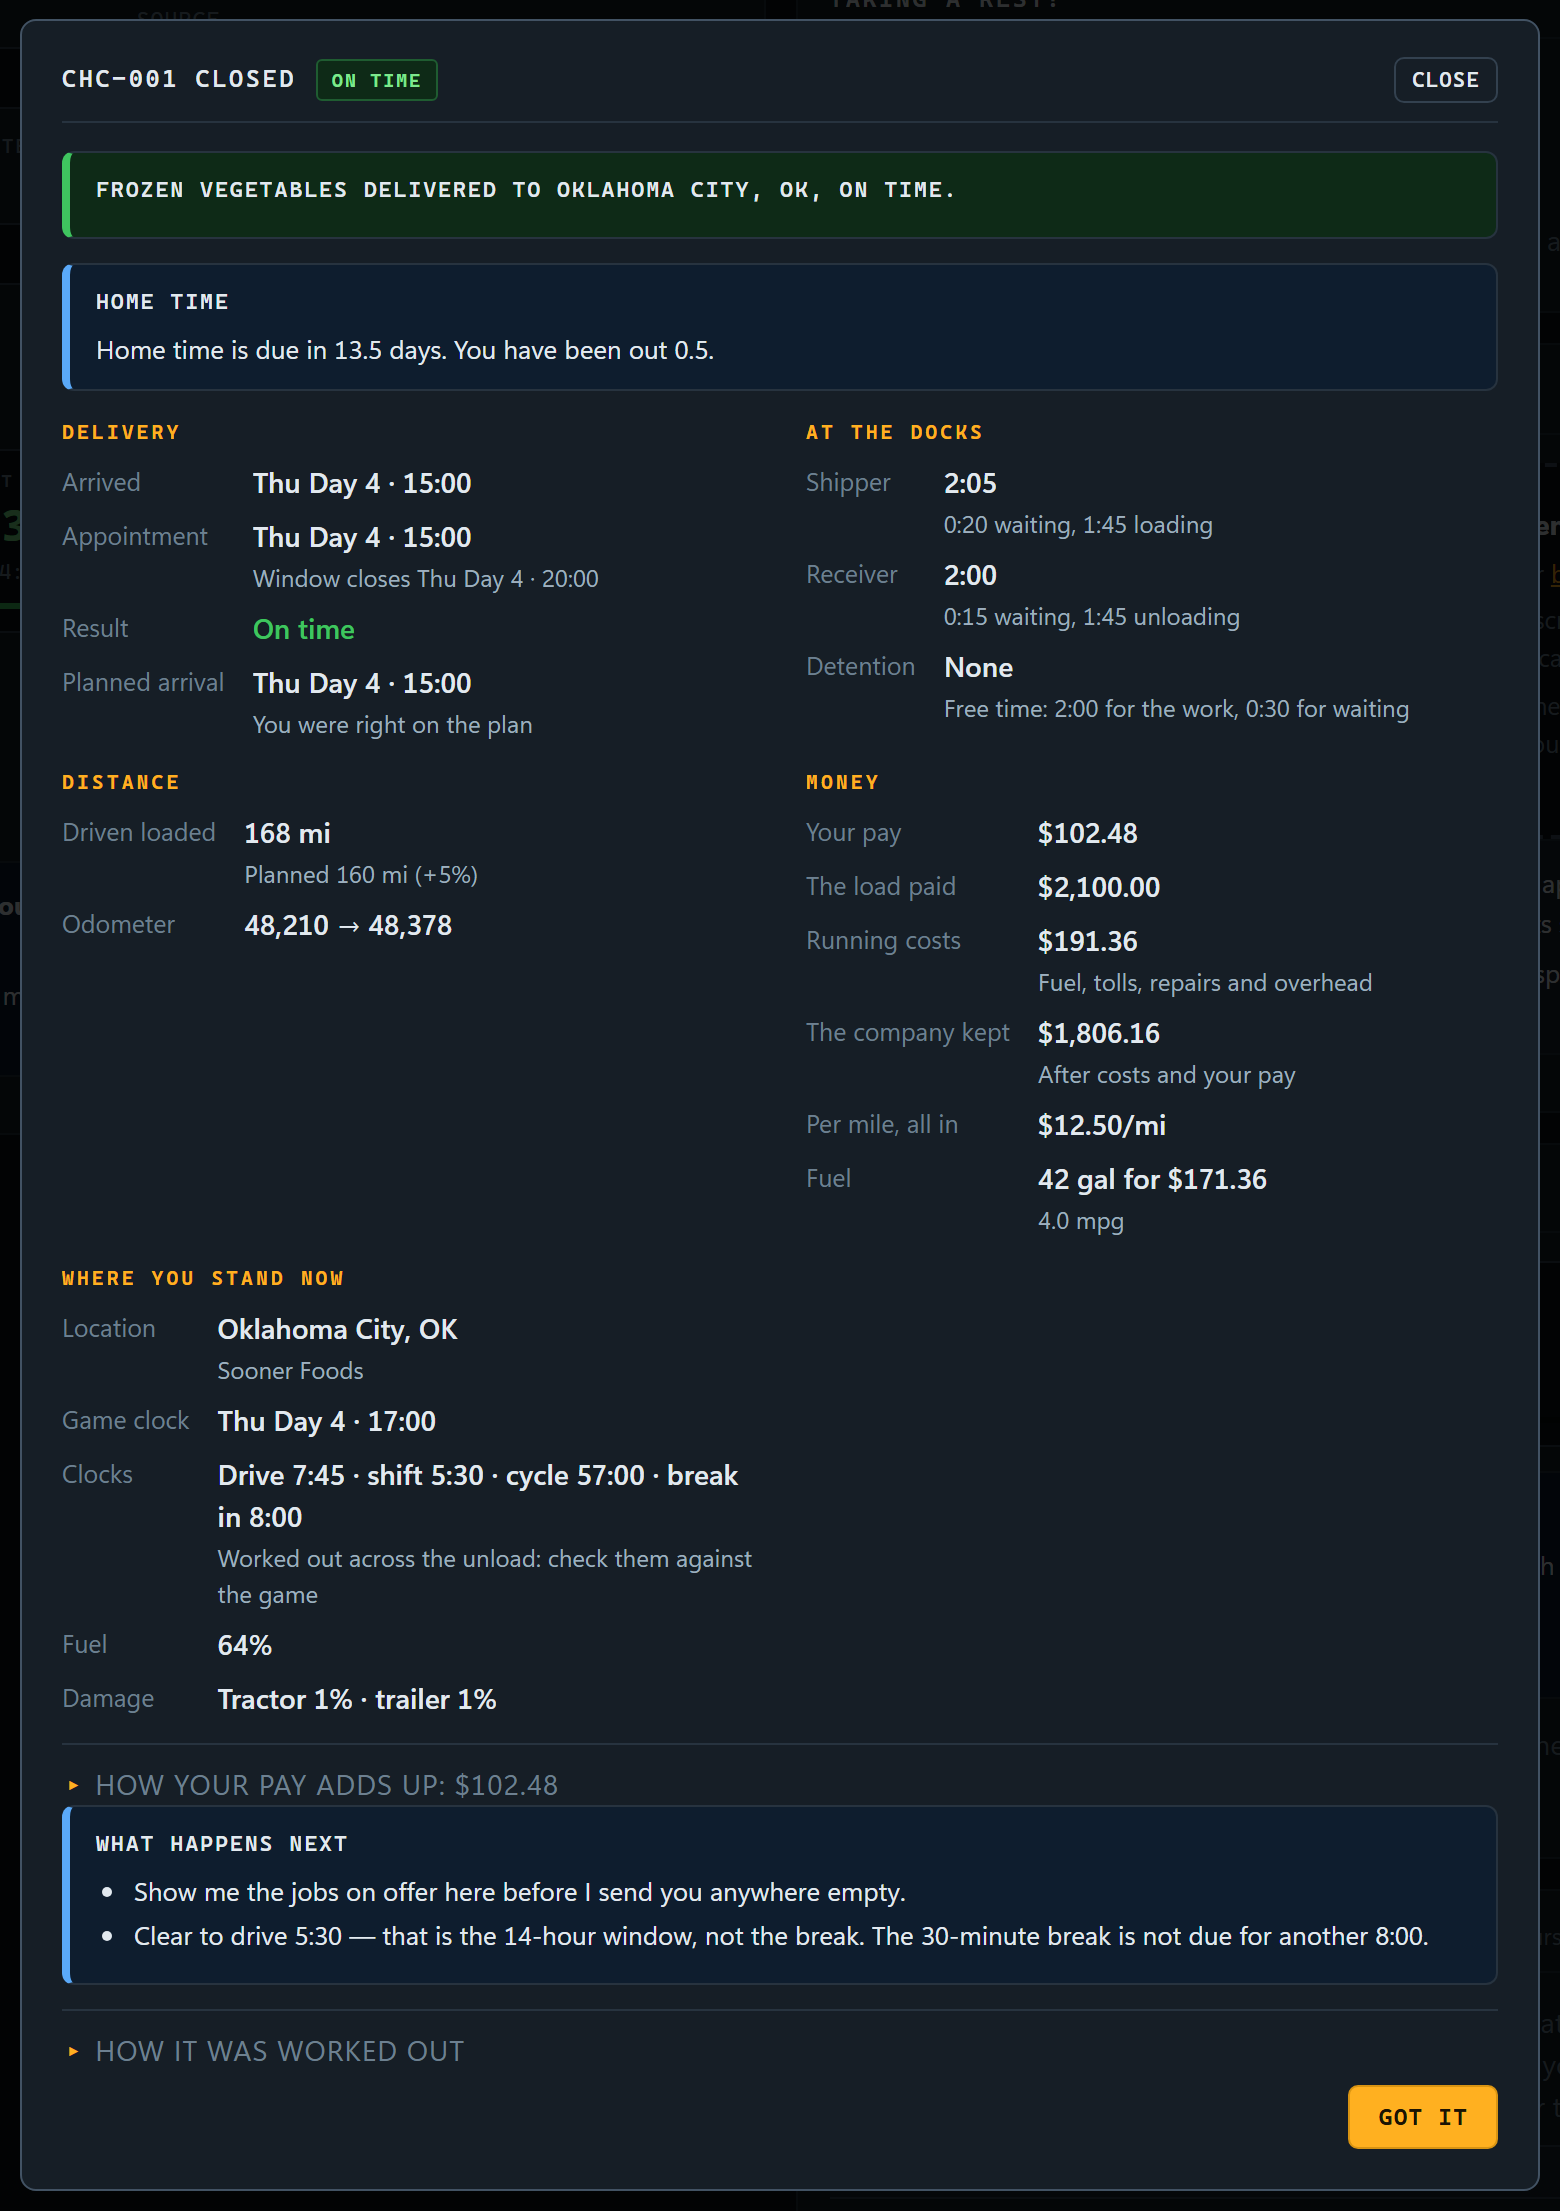 CHC-001 CLOSED
ON TIME
CLOSE
FROZEN VEGETABLES DELIVERED TO OKLAHOMA CITY, OK, ON TIME.
HOME TIME
Home time is due in 13.5 days. You have been out 0.5.
DELIVERY
Arrived
Thu Day 4 · 15:00
Appointment
Thu Day 4 · 15:00
Window closes Thu Day 4 · 20:00
Result
On time
Planned arrival
Thu Day 4 · 15:00
You were right on the plan
AT THE DOCKS
Shipper
2:05
0:20 waiting, 1:45 loading
Receiver
2:00
0:15 waiting, 1:45 unloading
Detention
None
Free time: 2:00 for the work, 0:30 for waiting
DISTANCE
Driven loaded
168 mi
Planned 160 mi (+5%)
Odometer
48,210 → 48,378
MONEY
Your pay
$102.48
The load paid
$2,100.00
Running costs
$191.36
Fuel, tolls, repairs and overhead
The company kept
$1,806.16
After costs and your pay
Per mile, all in
$12.50/mi
Fuel
42 gal for $171.36
4.0 mpg
WHERE YOU STAND NOW
Location
Oklahoma City, OK
Sooner Foods
Game clock
Thu Day 4 · 17:00
Clocks
Drive 7:45 · shift 5:30 · cycle 57:00 · break
in 8:00
Worked out across the unload: check them against
the game
Fuel
64%
Damage
Tractor 1% · trailer 1%
▸ HOW YOUR PAY ADDS UP: $102.48
WHAT HAPPENS NEXT
• Show me the jobs on offer here before I send you anywhere empty.
• Clear to drive 5:30 — that is the 14-hour window, not the break. The 30-minute break is not due for another 8:00.
▸ HOW IT WAS WORKED OUT
GOT IT